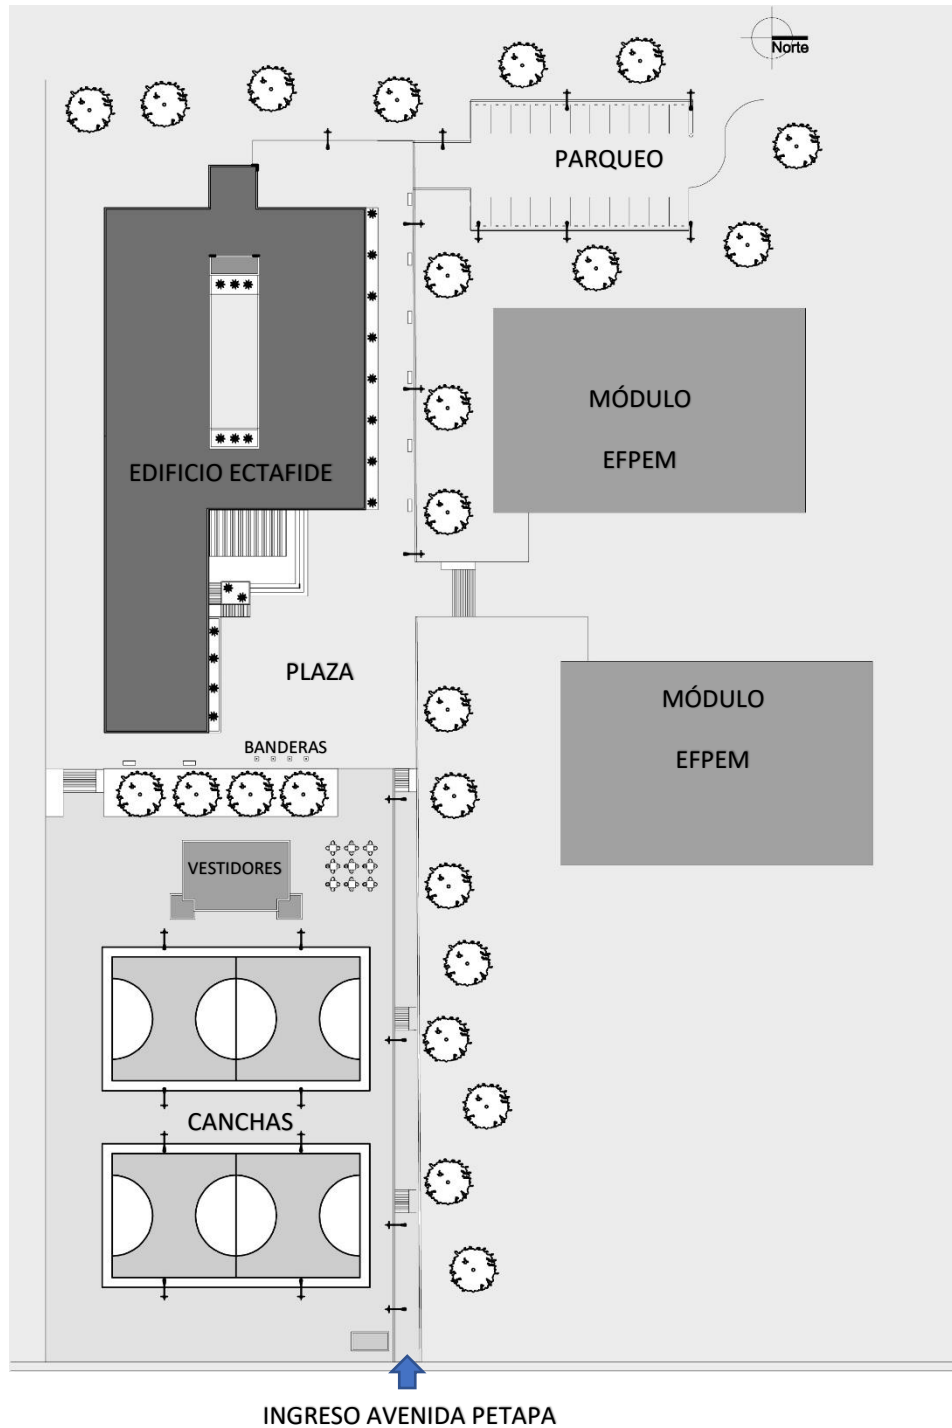 Norte
PARQUEO
MÓDULO
EFPEM
EDIFICIO ECTAFIDE
PLAZA
MÓDULO
EFPEM
BANDERAS
VESTIDORES
CANCHAS
INGRESO AVENIDA PETAPA